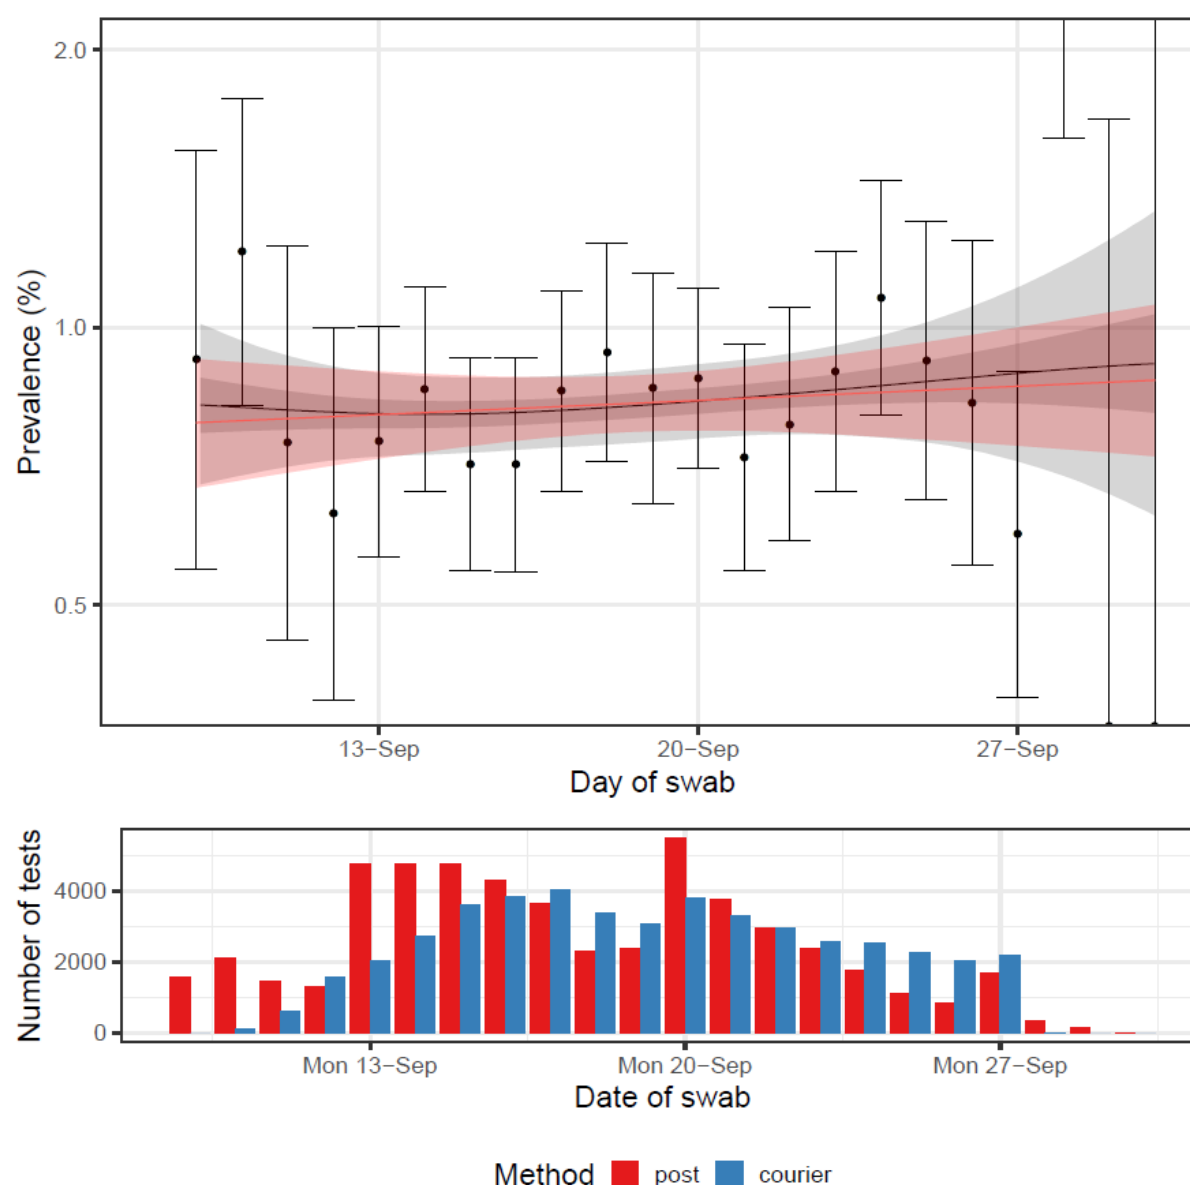 Prevalence (%)
2.0
1.0
0.5
13-Sep 20-Sep 27-Sep
Day of swab
Number of tests
4000
2000
0
Mon 13-Sep Mon 20-Sep Mon 27-Sep
Date of swab
Method post courier